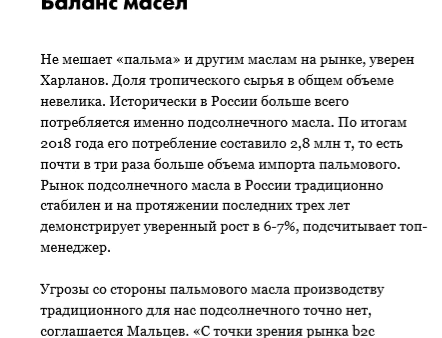 Баланс масел
Не мешает «пальма» и другим маслам на рынке, уверен
Харланов. Доля тропического сырья в общем объеме
невелика. Исторически в России больше всего
потребляется именно подсолнечного масла. По итогам
2018 года его потребление составило 2,8 млн т, то есть
почти в три раза больше объема импорта пальмового.
Рынок подсолнечного масла в России традиционно
стабилен и на протяжении последних трех лет
демонстрирует уверенный рост в 6-7%, подсчитывает топ-
менеджер.
Угрозы со стороны пальмового масла производству
традиционного для нас подсолнечного точно нет,
соглашается Мальцев. «С точки зрения рынка b2c